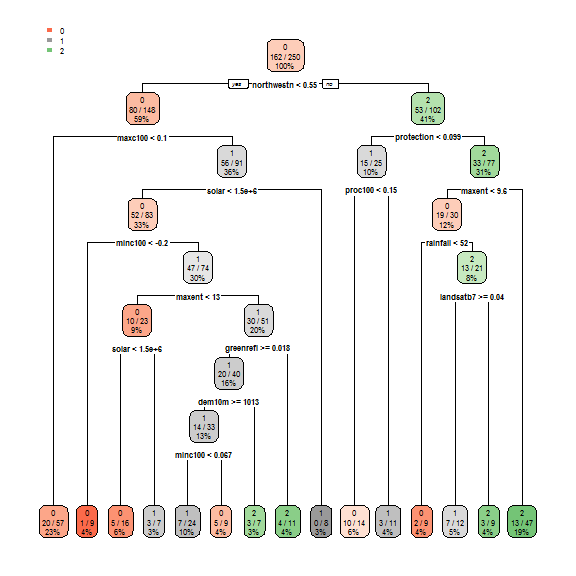 0
1
2
0
162 / 250
100%
yes
northwestn < 0.55
no
0
80 / 148
59%
2
53 / 102
41%
maxc100 < 0.1
protection < 0.099
1
56 / 91
36%
1
15 / 25
10%
2
33 / 77
31%
solar < 1.5e+6
proc100 < 0.15
maxent < 9.6
0
52 / 83
33%
0
19 / 30
12%
minc100 < -0.2
rainfall < 52
1
47 / 74
30%
2
13 / 21
8%
maxent < 13
landsatb7 >= 0.04
0
10 / 23
9%
1
30 / 51
20%
solar < 1.5e+6
greenrefl >= 0.018
1
20 / 40
16%
dem10m >= 1013
1
14 / 33
13%
minc100 < 0.067
0
20 / 57
23%
0
1 / 9
4%
0
5 / 16
6%
1
3 / 7
3%
1
7 / 24
10%
0
5 / 9
4%
2
3 / 7
3%
2
4 / 11
4%
1
0 / 8
3%
0
10 / 14
6%
1
3 / 11
4%
0
2 / 9
4%
1
7 / 12
5%
2
3 / 9
4%
2
13 / 47
19%